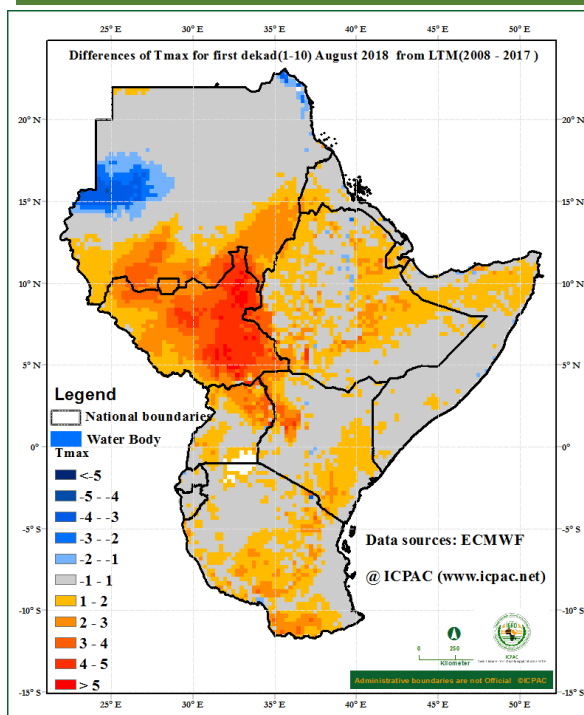 25° E 30° E 35° E 40° E 45° E 50° E
Differences of Tmax for first dekad(1-10) August 2018 from LTM(2008 - 2017 )
20° N 20° N
15° N 15° N
10° N 10° N
5° N 5° N
Legend
National boundaries
Water Body
0° 0°
Tmax
<-5
-5 - -4
-4 - -3
-3 - -2
-2 - -1
-1 - 1
1 - 2
2 - 3
3 - 4
4 - 5
> 5
-5° S -5° S
Data sources: ECMWF
@ ICPAC (www.icpac.net)
-10° S -10° S
0 250
Kilometer
IGAD
ICPAC
Administrative boundaries are not Official ©ICPAC
-15° S -15° S
25° E 30° E 35° E 40° E 45° E 50° E